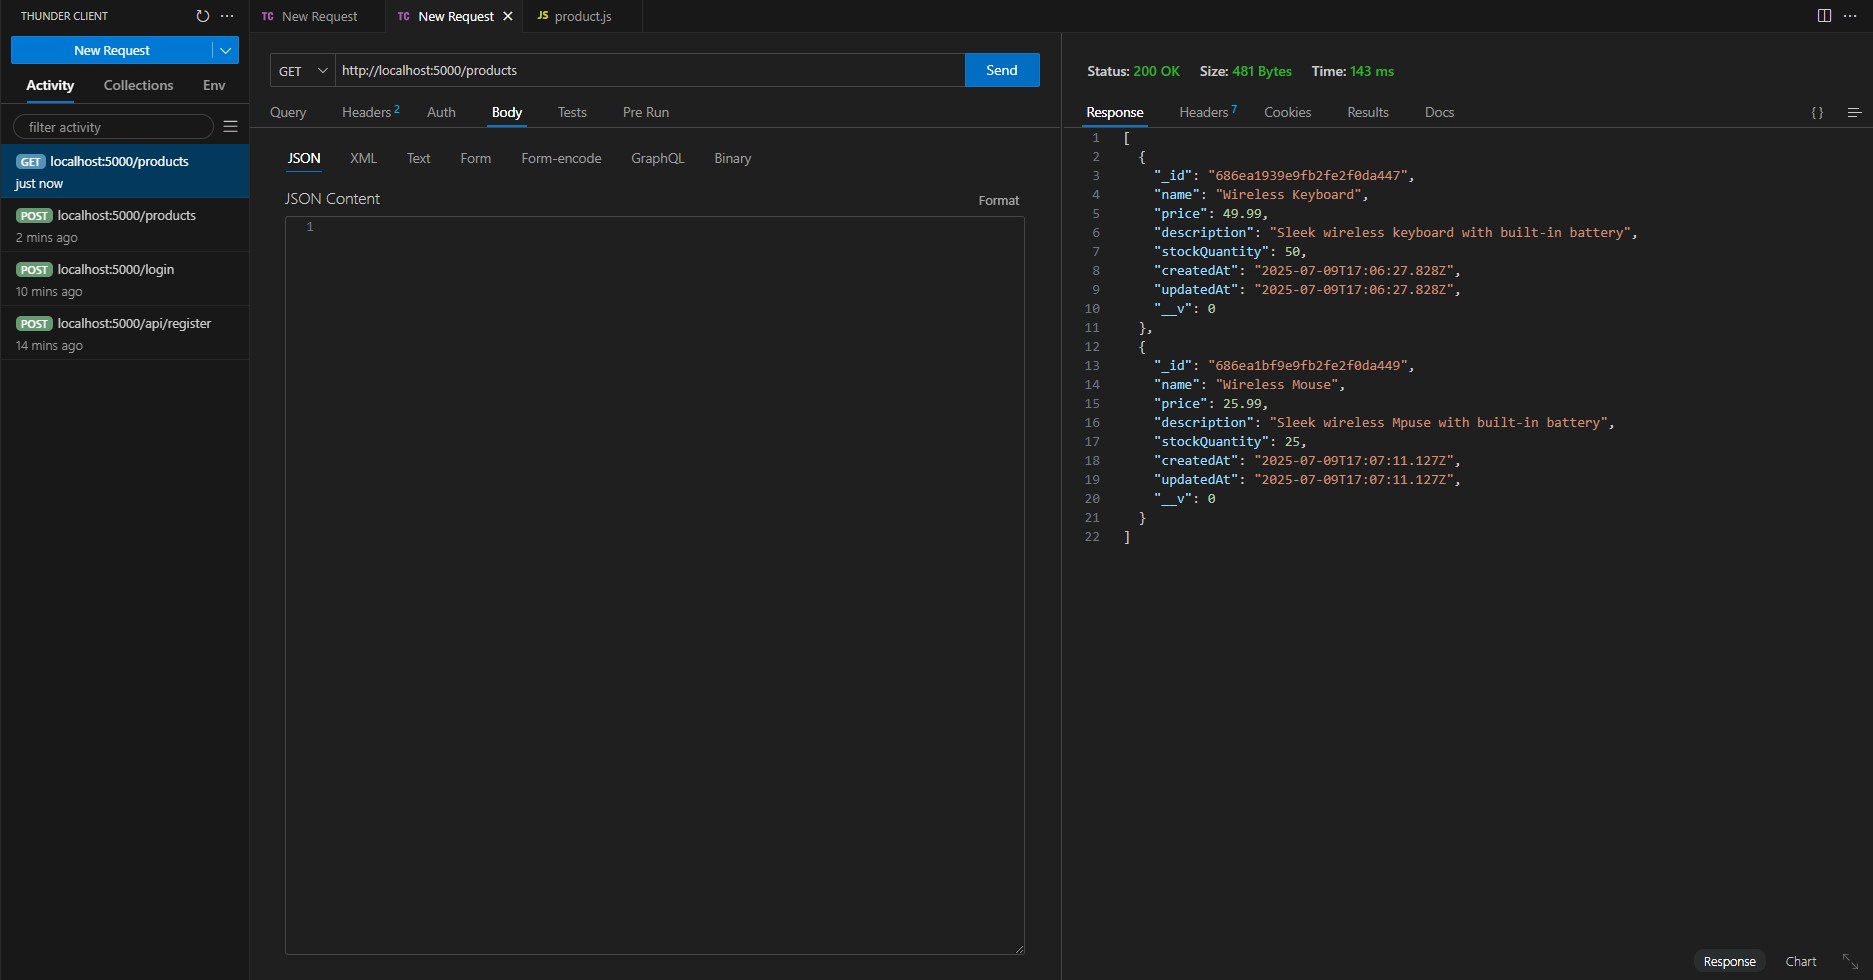 THUNDER CLIENT
New Request
Activity Collections Env
filter activity
GET localhost:5000/products
just now
POST localhost:5000/products
2 mins ago
POST localhost:5000/login
10 mins ago
POST localhost:5000/api/register
14 mins ago
TC New Request TC New Request JS product.js
GET http://localhost:5000/products Send
Query Headers 2 Auth Body Tests Pre Run
JSON XML Text Form Form-encode GraphQL Binary
JSON Content Format
1
Status: 200 OK Size: 481 Bytes Time: 143 ms
Response Headers 7 Cookies Results Docs {}
1 [
2 {
3 "_id": "686ea1939e9fb2fe2f0da447",
4 "name": "Wireless Keyboard",
5 "price": 49.99,
6 "description": "Sleek wireless keyboard with built-in battery",
7 "stockQuantity": 50,
8 "createdAt": "2025-07-09T17:06:27.828Z",
9 "updatedAt": "2025-07-09T17:06:27.828Z",
10 "__v": 0
11 },
12 {
13 "_id": "686ea1bf9e9fb2fe2f0da449",
14 "name": "Wireless Mouse",
15 "price": 25.99,
16 "description": "Sleek wireless Mpuse with built-in battery",
17 "stockQuantity": 25,
18 "createdAt": "2025-07-09T17:07:11.127Z",
19 "updatedAt": "2025-07-09T17:07:11.127Z",
20 "__v": 0
21 }
22 ]
Response Chart